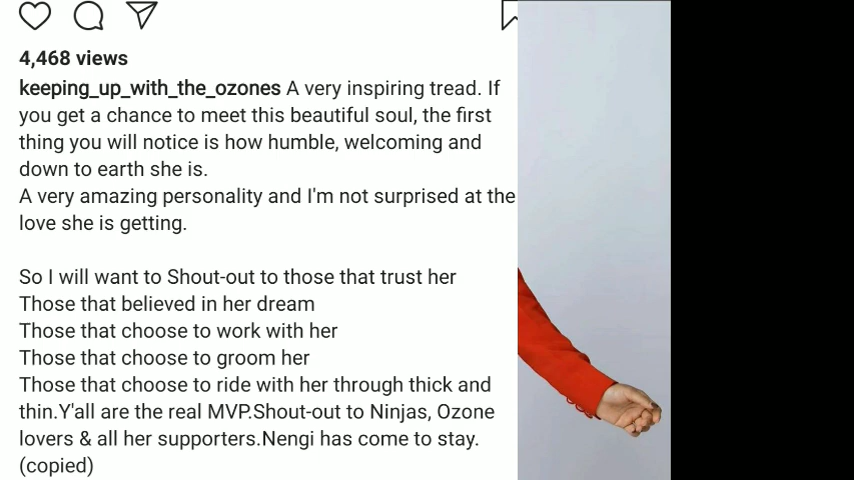 4,468 views
keeping_up_with_the_ozones A very inspiring tread. If
you get a chance to meet this beautiful soul, the first
thing you will notice is how humble, welcoming and
down to earth she is.
A very amazing personality and I'm not surprised at the
love she is getting.
So I will want to Shout-out to those that trust her
Those that believed in her dream
Those that choose to work with her
Those that choose to groom her
Those that choose to ride with her through thick and
thin.Y'all are the real MVP.Shout-out to Ninjas, Ozone
lovers & all her supporters.Nengi has come to stay.
(copied)